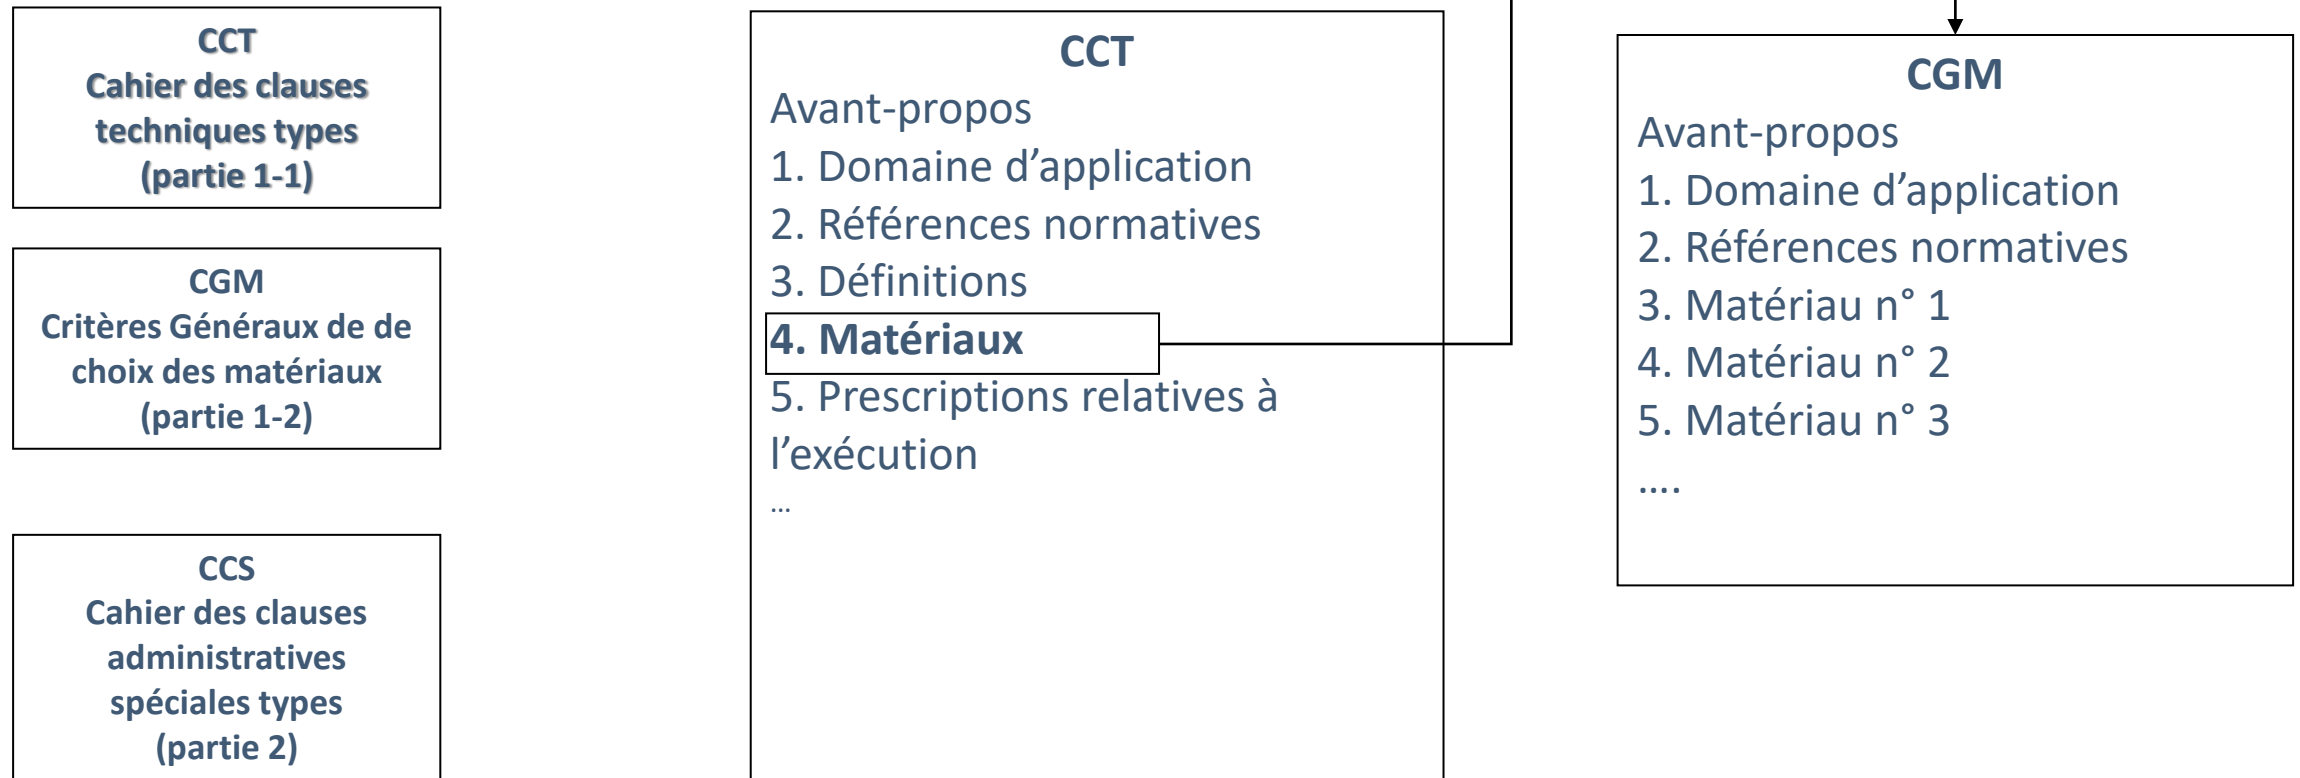 CCT
Cahier des clauses
techniques types
(partie 1-1)
CGM
Critères Généraux de de
choix des matériaux
(partie 1-2)
CCS
Cahier des clauses
administratives
spéciales types
(partie 2)
CCT
Avant-propos
1. Domaine d’application
2. Références normatives
3. Définitions
4. Matériaux
5. Prescriptions relatives à
l’exécution
…
CGM
Avant-propos
1. Domaine d’application
2. Références normatives
3. Matériau n° 1
4. Matériau n° 2
5. Matériau n° 3
….